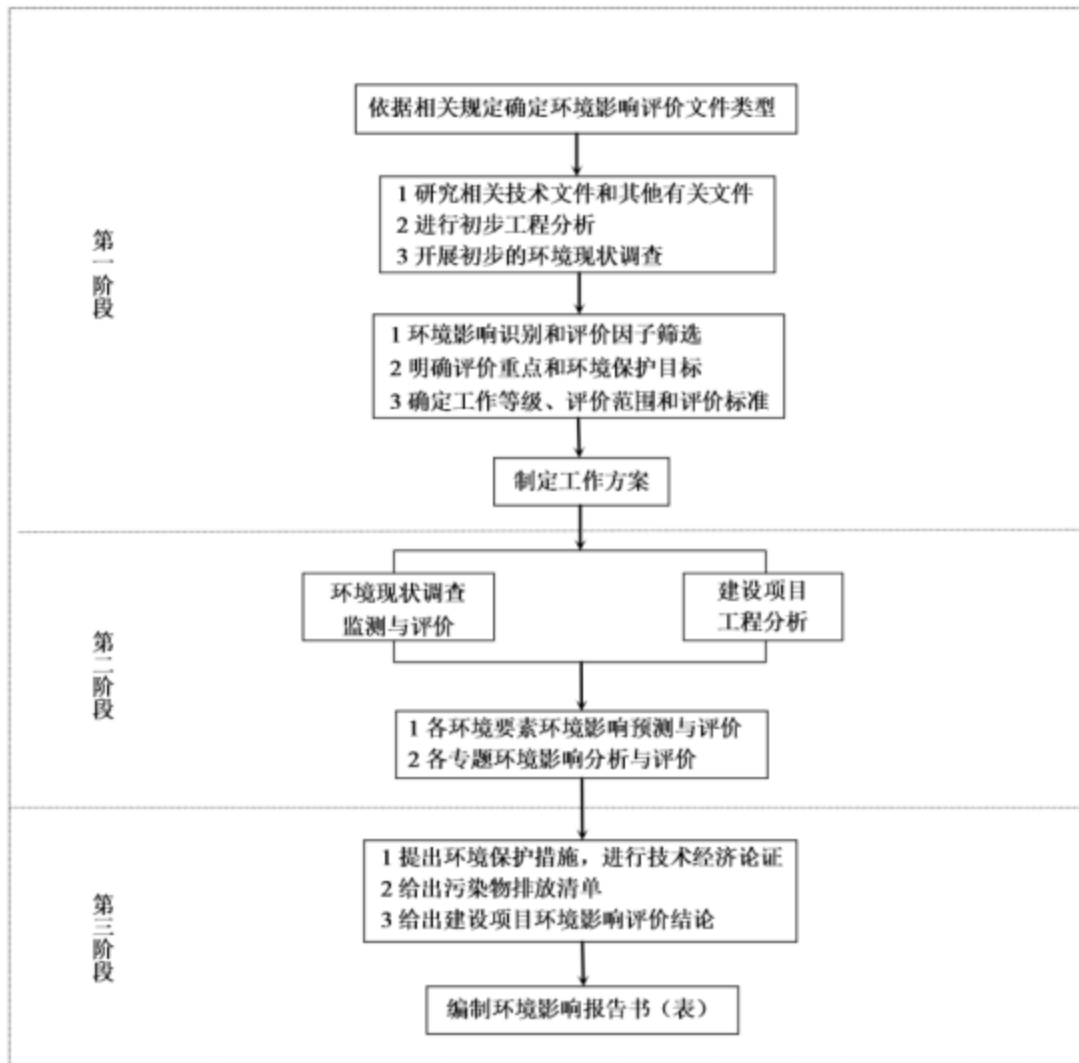 依据相关规定确定环境影响评价文件类型
1 研究相关技术文件和其他有关文件
2 进行初步工程分析
3 开展初步的环境现状调查
第一阶段
1 环境影响识别和评价因子筛选
2 明确评价重点和环境保护目标
3 确定工作等级、评价范围和评价标准
制定工作方案
环境现状调查
监测与评价
建设项目
工程分析
第二阶段
1 各环境要素环境影响预测与评价
2 各专题环境影响分析与评价
1 提出环境保护措施，进行技术经济论证
2 给出污染物排放清单
3 给出建设项目环境影响评价结论
第三阶段
编制环境影响报告书（表）